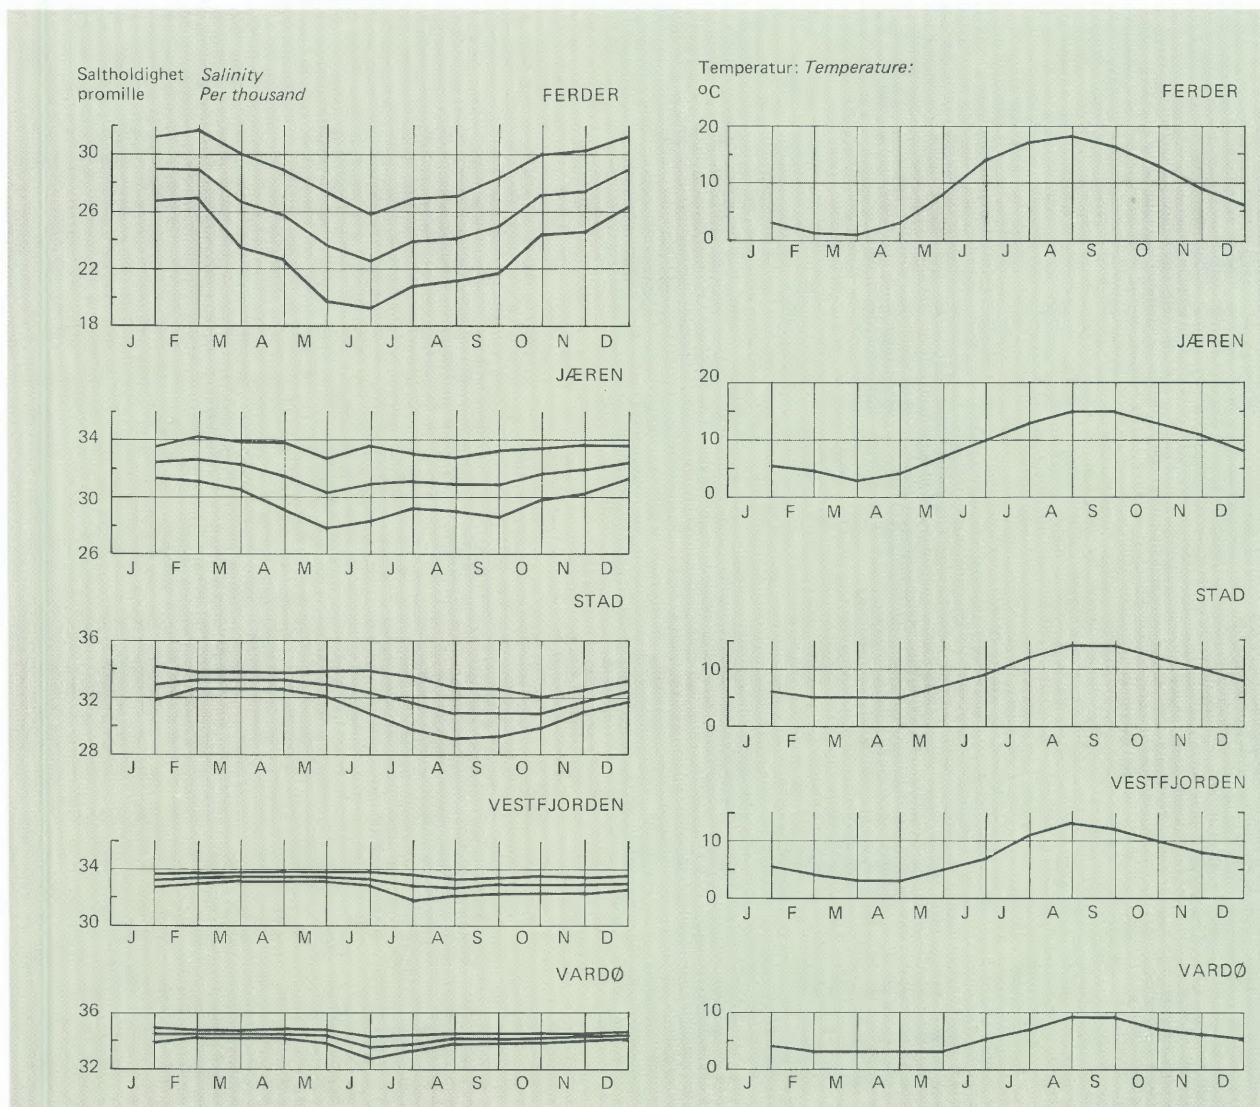 Saltholdighet Salinity
promille Per thousand
FERDER
30
26
22
18
J F M A M J J A S O N D
JÆREN
34
30
26
J F M A M J J A S O N D
STAD
36
32
28
J F M A M J J A S O N D
VESTFJORDEN
34
30
J F M A M J J A S O N D
VARDØ
36
32
J F M A M J J A S O N D
Temperatur: Temperature:
ºC
FERDER
20
10
0
J F M A M J J A S O N D
JÆREN
20
10
0
J F M A M J J A S O N D
STAD
10
0
J F M A M J J A S O N D
VESTFJORDEN
10
0
J F M A M J J A S O N D
VARDØ
10
0
J F M A M J J A S O N D